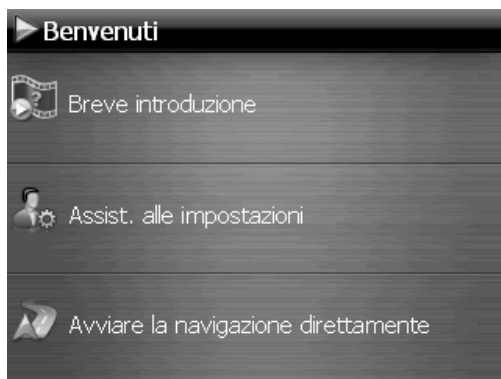 Benvenuti
Breve introduzione
Assist. alle impostazioni
Avviare la navigazione direttamente